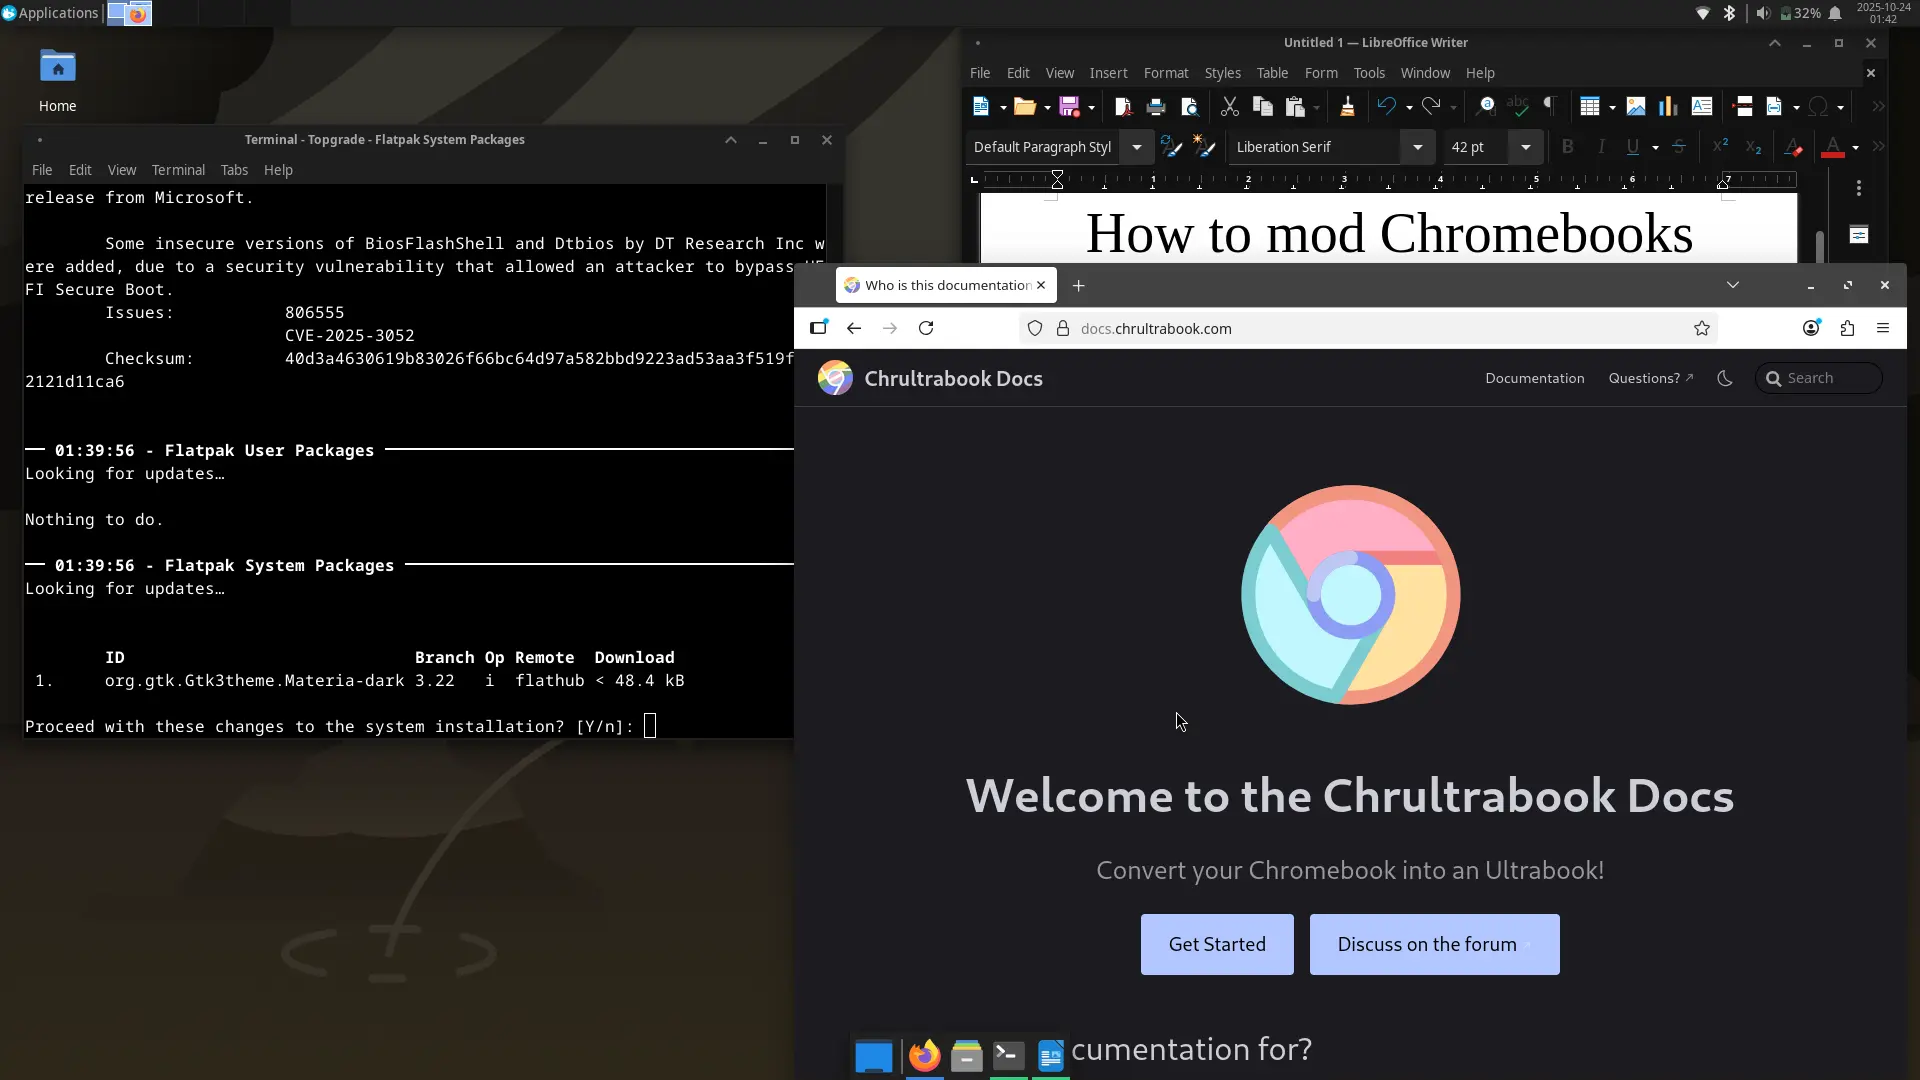 Applications
32%
2025-10-24
01:42
Home
Terminal - Topgrade - Flatpak System Packages
File Edit View Terminal Tabs Help
release from Microsoft.
Some insecure versions of BiosFlashShell and Dtbios by DT Research Inc w
ere added, due to a security vulnerability that allowed an attacker to bypass
FI Secure Boot.
Issues: 806555
CVE-2025-3052
Checksum: 40d3a4630619b83026f66bc64d97a582bbd9223ad53aa3f519f
2121d11ca6
01:39:56 - Flatpak User Packages
Looking for updates…
Nothing to do.
01:39:56 - Flatpak System Packages
Looking for updates…
ID Branch Op Remote Download
1. org.gtk.Gtk3theme.Materia-dark 3.22 i flathub < 48.4 kB
Proceed with these changes to the system installation? [Y/n]:
Untitled 1 — LibreOffice Writer
File Edit View Insert Format Styles Table Form Tools Window Help
Default Paragraph Styl Liberation Serif 42 pt
1 2 3 4 5 6 7
How to mod Chromebooks
Who is this documentation
docs.chrultrabook.com
Chrultrabook Docs
Documentation Questions? Search
Welcome to the Chrultrabook Docs
Convert your Chromebook into an Ultrabook!
Get Started Discuss on the forum
cumentation for?